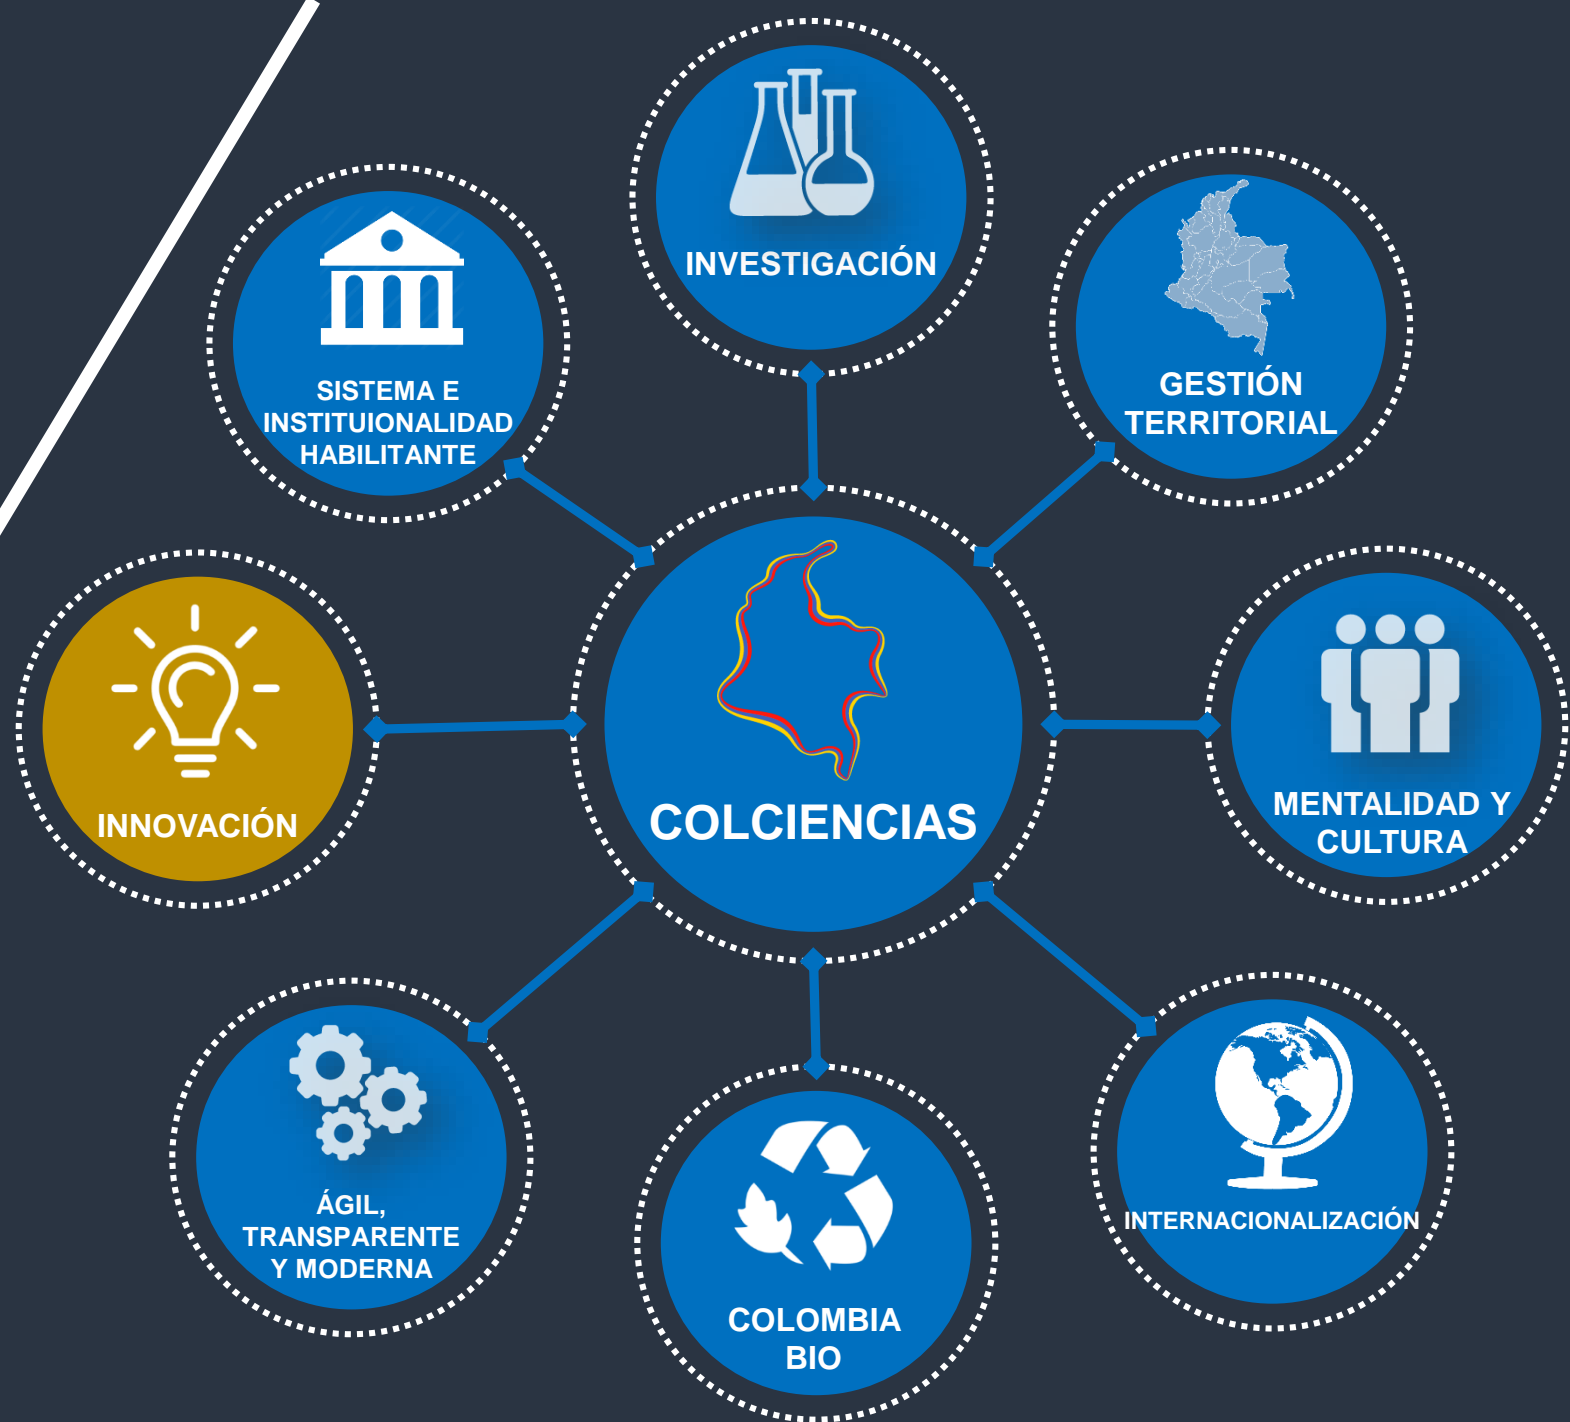 INVESTIGACIÓN
GESTIÓN
TERRITORIAL
SISTEMA E
INSTITUIONALIDAD
HABILITANTE
INNOVACIÓN
COLCIENCIAS
MENTALIDAD Y
CULTURA
ÁGIL,
TRANSPARENTE
Y MODERNA
COLOMBIA
BIO
INTERNACIONALIZACIÓN